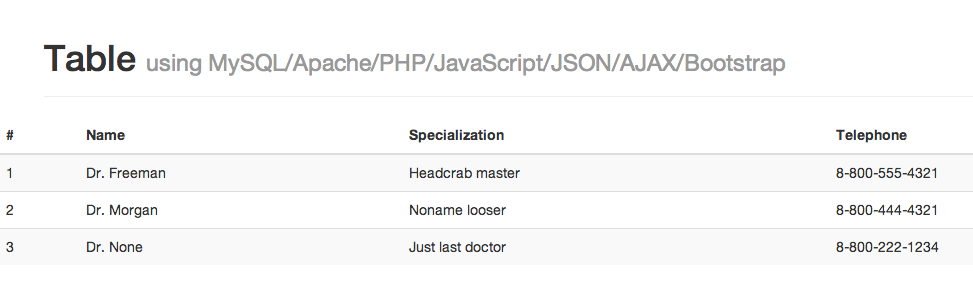 Table using MySQL/Apache/PHP/JavaScript/JSON/AJAX/Bootstrap
# Name Specialization Telephone
1 Dr. Freeman Headcrab master 8-800-555-4321
2 Dr. Morgan Noname looser 8-800-444-4321
3 Dr. None Just last doctor 8-800-222-1234